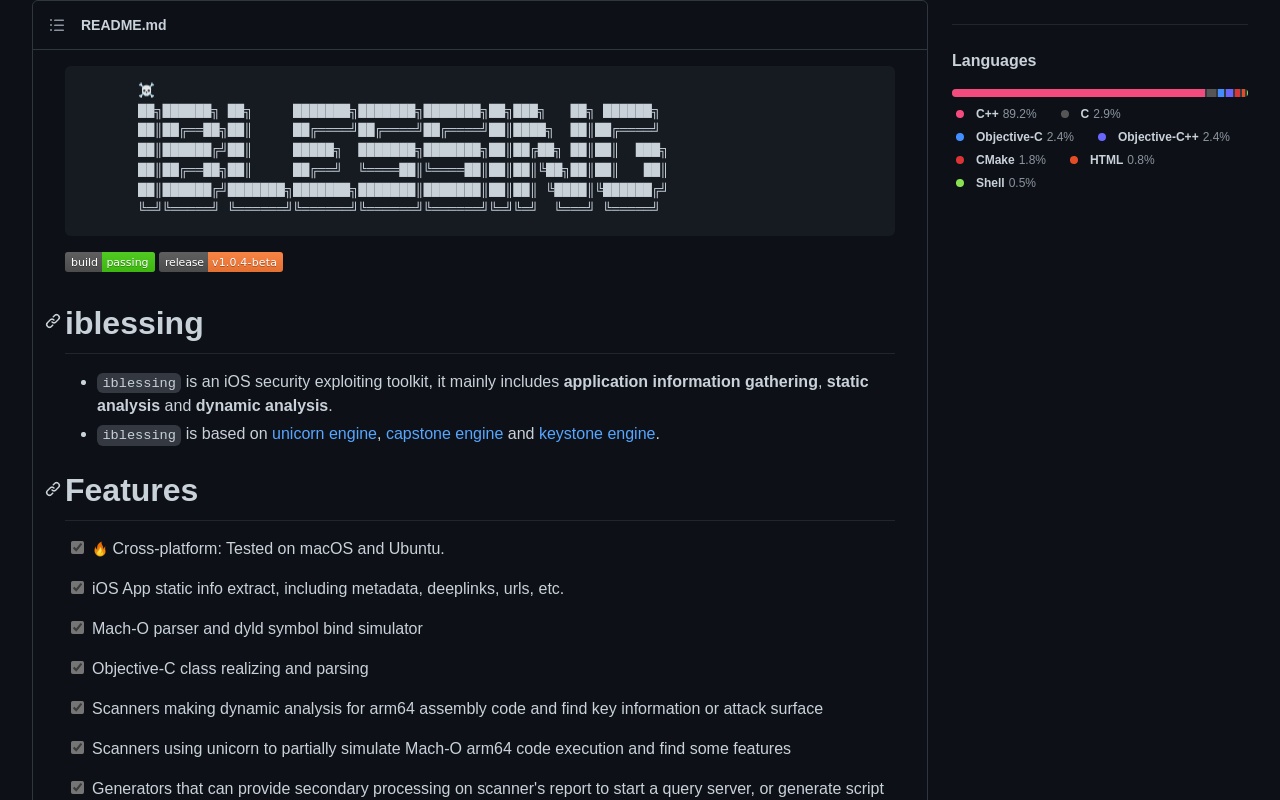 README.md
iBLESSiNG
build passing release v1.0.4-beta
iblessing
iblessing is an iOS security exploiting toolkit, it mainly includes application information gathering, static
analysis and dynamic analysis.
iblessing is based on unicorn engine, capstone engine and keystone engine.
Features
🔥 Cross-platform: Tested on macOS and Ubuntu.
iOS App static info extract, including metadata, deeplinks, urls, etc.
Mach-O parser and dyld symbol bind simulator
Objective-C class realizing and parsing
Scanners making dynamic analysis for arm64 assembly code and find key information or attack surface
Scanners using unicorn to partially simulate Mach-O arm64 code execution and find some features
Generators that can provide secondary processing on scanner's report to start a query server, or generate script
Languages
C++ 89.2% C 2.9%
Objective-C 2.4% Objective-C++ 2.4%
CMake 1.8% HTML 0.8%
Shell 0.5%